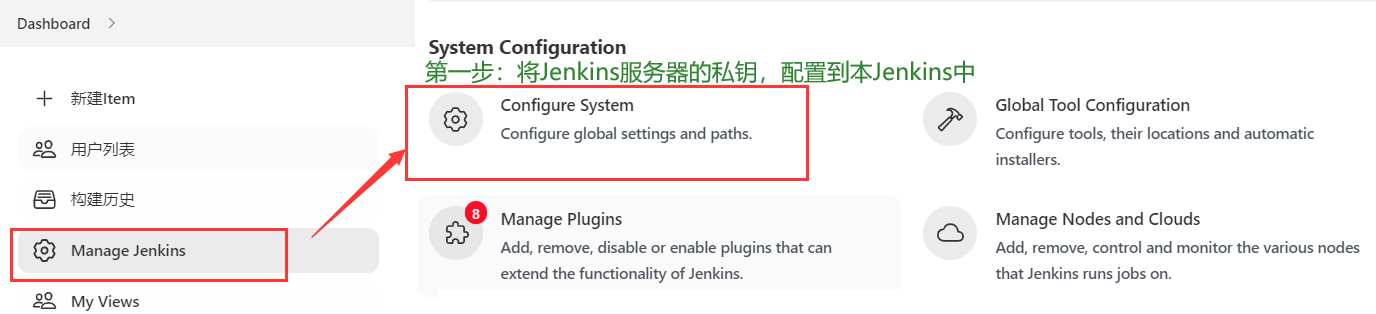 Dashboard
新建Item
用户列表
构建历史
Manage Jenkins
My Views
System Configuration
第一步：将Jenkins服务器的私钥，配置到本Jenkins中
Configure System
Configure global settings and paths.
Global Tool Configuration
Configure tools, their locations and automatic
installers.
8
Manage Plugins
Add, remove, disable or enable plugins that can
extend the functionality of Jenkins.
Manage Nodes and Clouds
Add, remove, control and monitor the various nodes
that Jenkins runs jobs on.